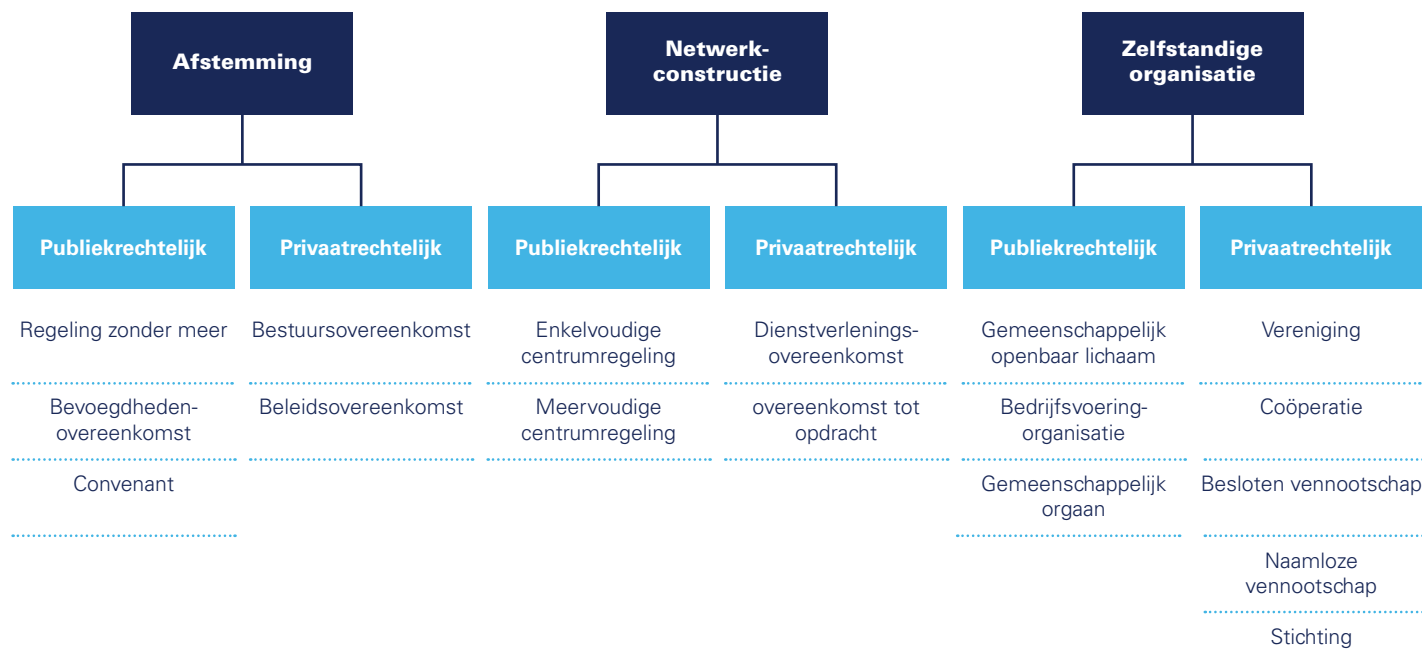 Afstemming
Netwerk-
constructie
Zelfstandige
organisatie
Publiekrechtelijk
Privaatrechtelijk
Publiekrechtelijk
Privaatrechtelijk
Publiekrechtelijk
Privaatrechtelijk
Regeling zonder meer
Bevoegdheden-
overeenkomst
Convenant
Bestuursovereenkomst
Beleidsovereenkomst
Enkelvoudige
centrumregeling
Meervoudige
centrumregeling
Dienstverlenings-
overeenkomst
overeenkomst tot
opdracht
Gemeenschappelijk
openbaar lichaam
Bedrijfsvoering-
organisatie
Gemeenschappelijk
orgaan
Vereniging
Coöperatie
Besloten vennootschap
Naamloze
vennootschap
Stichting